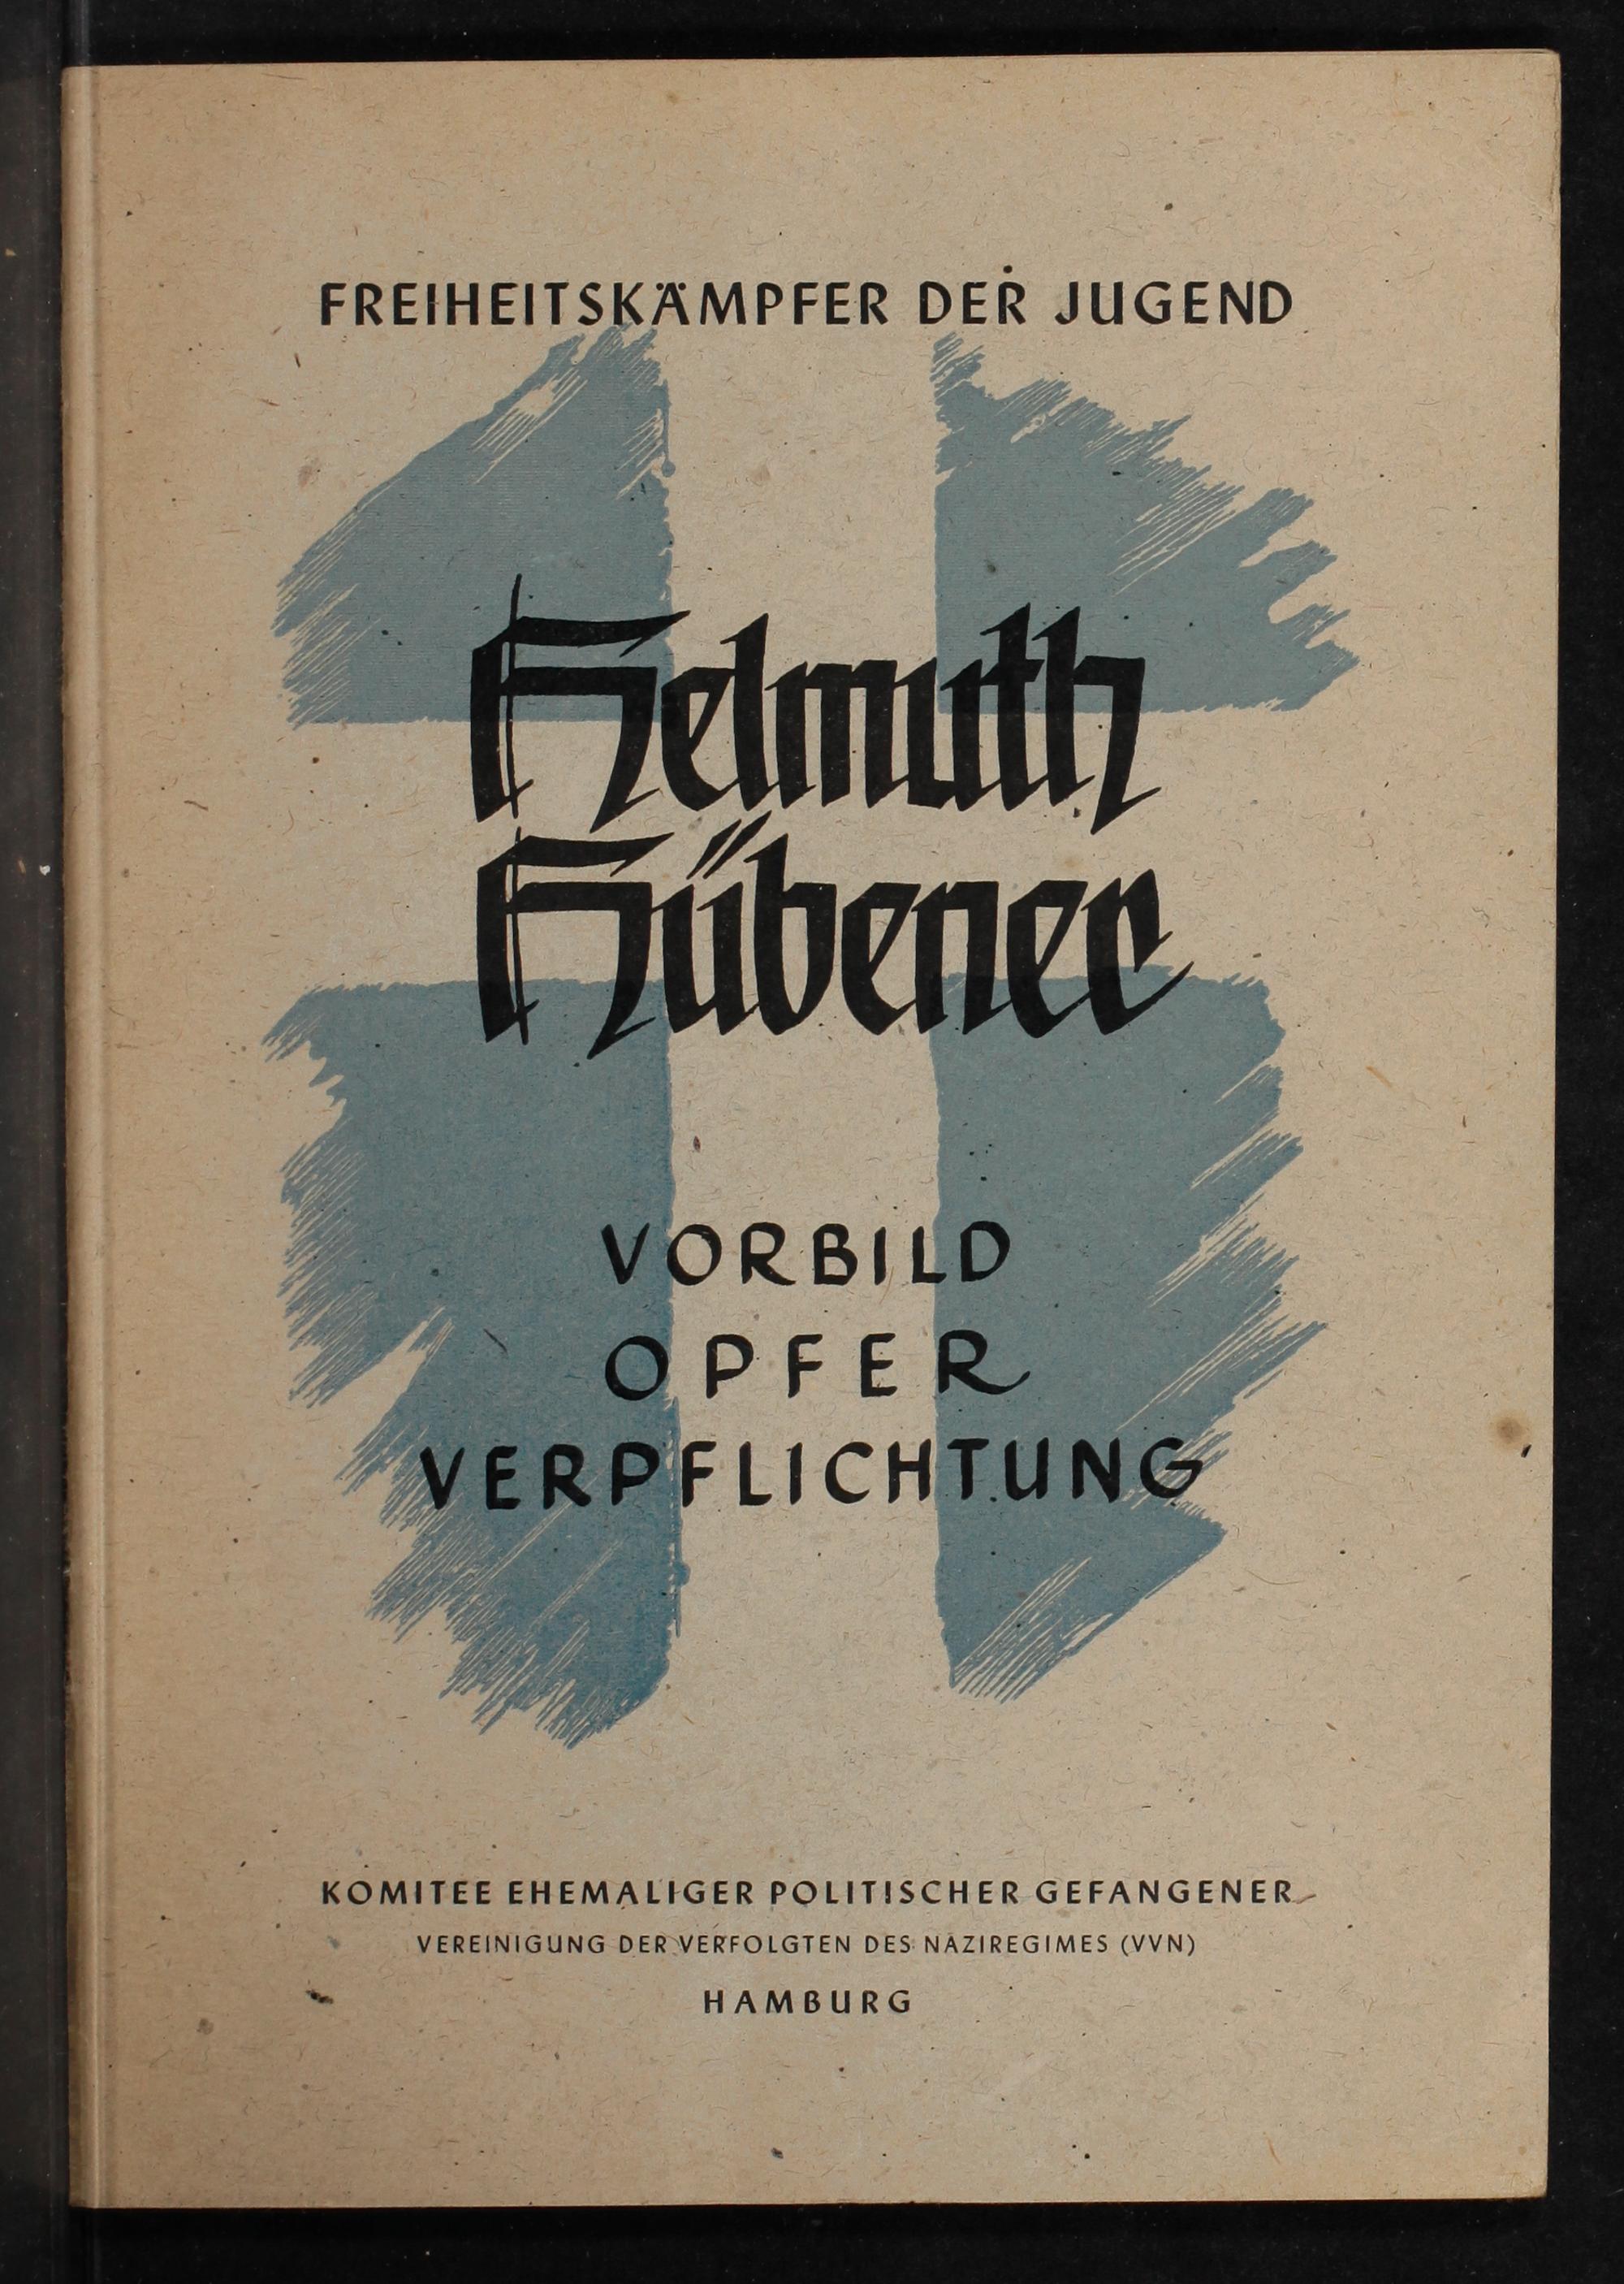 FREIHEITSKÄMPFER DER JUGEND
Helmuth
Hübener
VORBILD
OPFER
VERPFLICHTUNG
KOMITEE EHEMALIGER POLITISCHER GEFANGENER
VEREINIGUNG DER VERFOLGTEN DES NAZIREGIMES (VVN)
HAMBURG